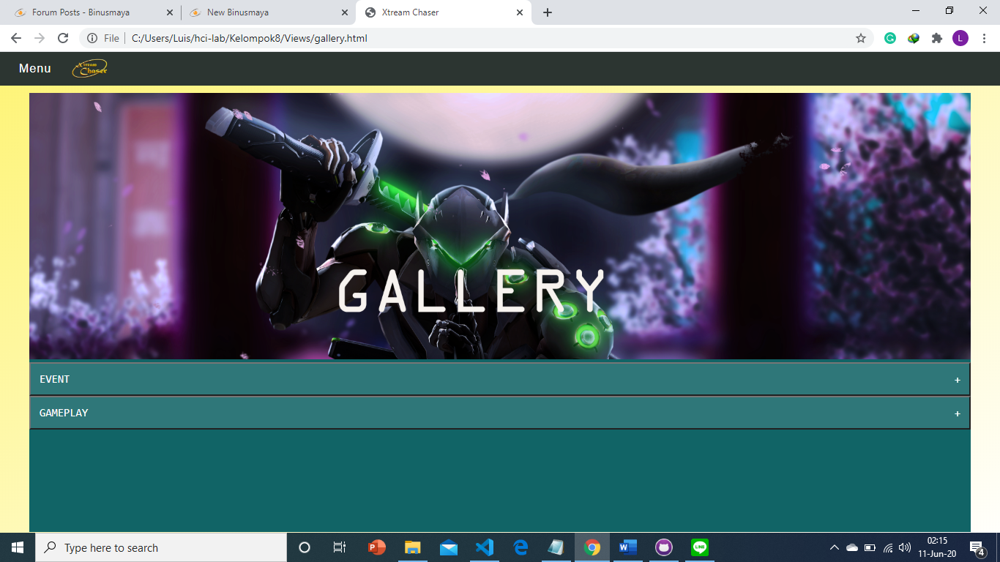 Forum Posts - Binusmaya
New Binusmaya
Xtream Chaser
File
C:/Users/Luis/hci-lab/Kelompok8/Views/gallery.html
G
L
Menu
Xtream
Chaser
GALLERY
EVENT +
GAMEPLAY +
Type here to search
P
W
LINE
02:15
11-Jun-20
4